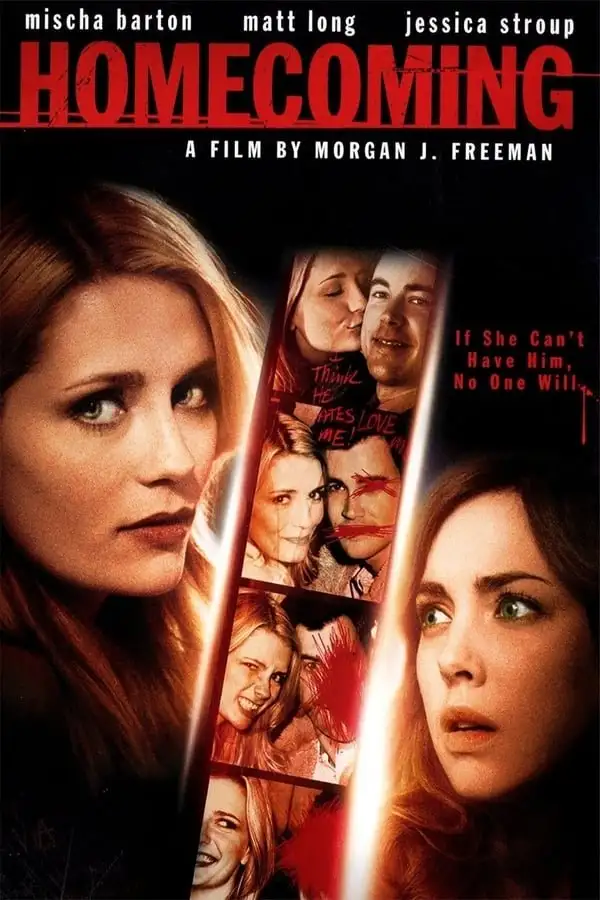 mischa barton matt long jessica stroup
HOMECOMING
A FILM BY MORGAN J. FREEMAN
If She Can't
Have Him,
No One Will.
I
Think
HE
LOVE
ME!